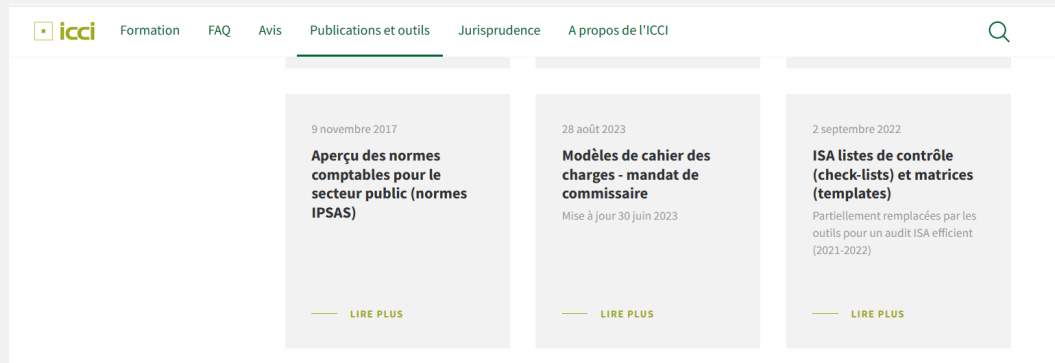 icci
Formation
FAQ
Avis
Publications et outils
Jurisprudence
A propos de l'ICCI
9 novembre 2017
Aperçu des normes
comptables pour le
secteur public (normes
IPSAS)
LIRE PLUS
28 août 2023
Modèles de cahier des
charges - mandat de
commissaire
Mise à jour 30 juin 2023
LIRE PLUS
2 septembre 2022
ISA listes de contrôle
(check-lists) et matrices
(templates)
Partiellement remplacées par les
outils pour un audit ISA efficient
(2021-2022)
LIRE PLUS